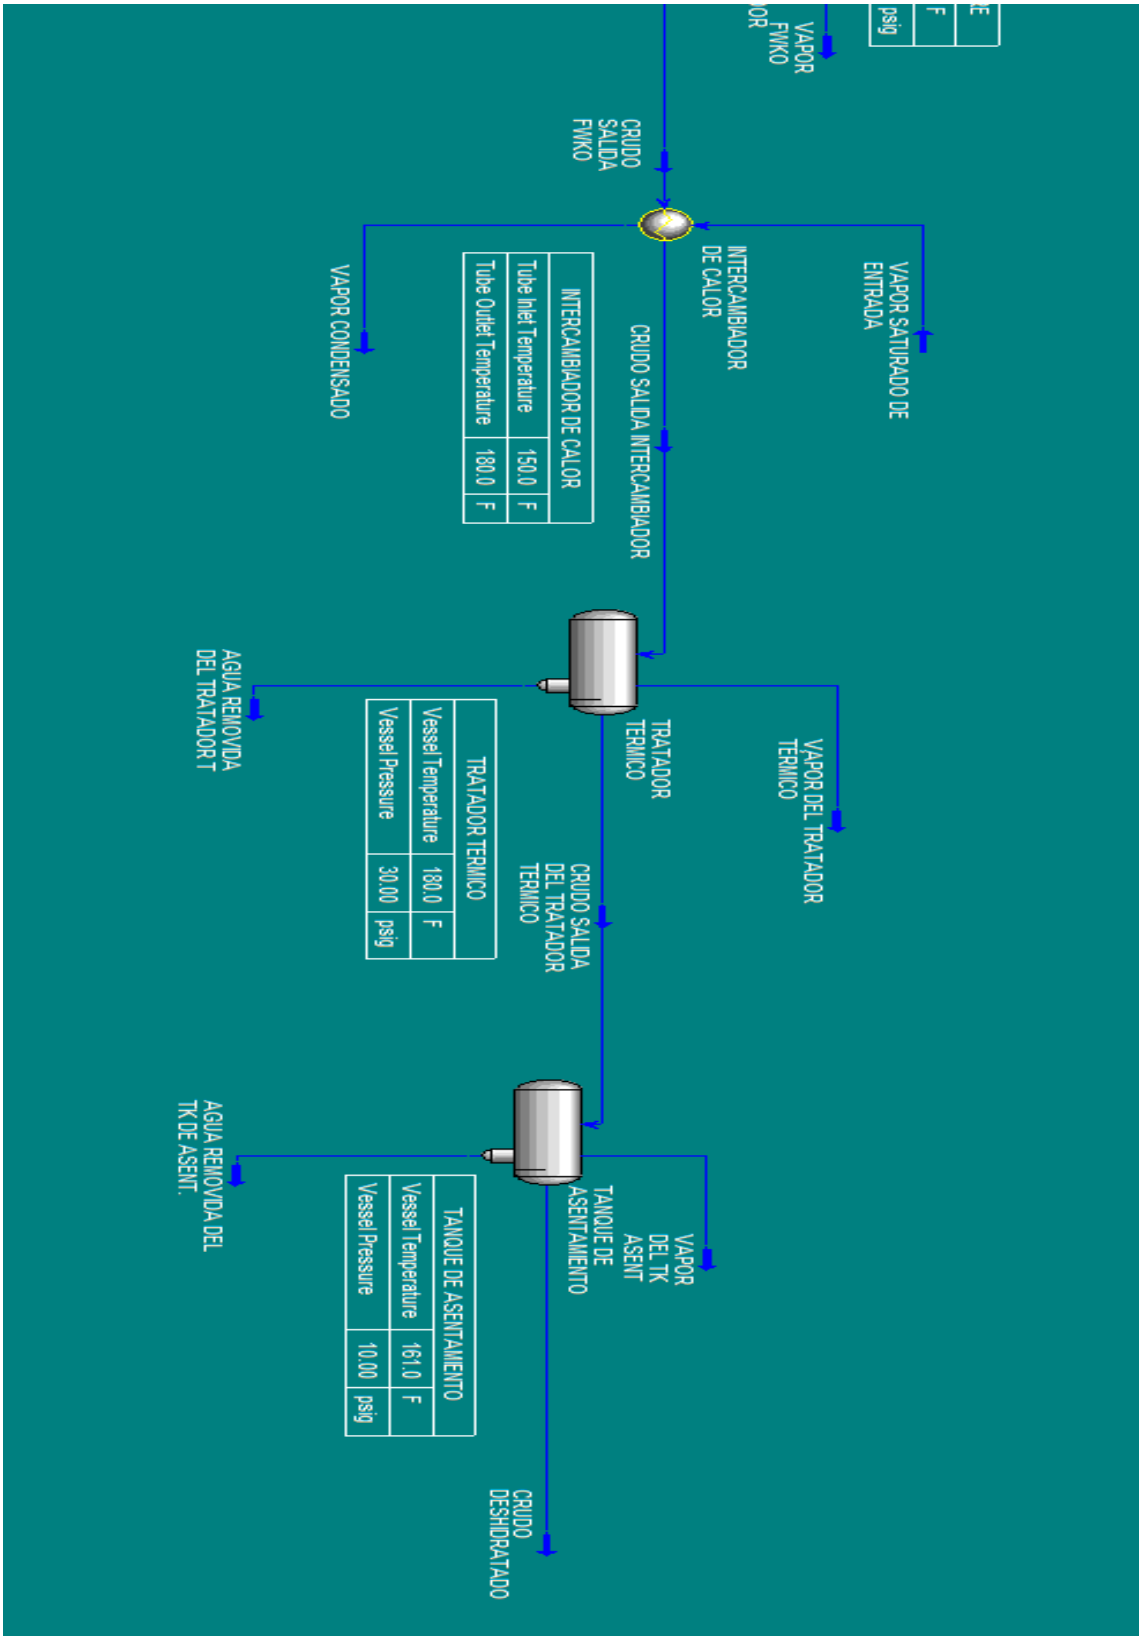 F
psig
VAPOR
FWKO
CRUDO
SALIDA
FWKO
VAPOR SATURADO DE
ENTRADA
INTERCAMBIADOR
DE CALOR
CRUDO SALIDA INTERCAMBIADOR
INTERCAMBIADOR DE CALOR
Tube Inlet Temperature 150.0 F
Tube Outlet Temperature 180.0 F
VAPOR CONDENSADO
VAPOR DEL TRATADOR
TÉRMICO
TRATADOR
TERMICO
CRUDO SALIDA
DEL TRATADOR
TERMICO
TRATADOR TERMICO
Vessel Temperature 180.0 F
Vessel Pressure 30.00 psig
AGUA REMOVIDA
DEL TRATADOR T
VAPOR
DEL TK
ASENT
TANQUE DE
ASENTAMIENTO
TANQUE DE ASENTAMIENTO
Vessel Temperature 161.0 F
Vessel Pressure 10.00 psig
AGUA REMOVIDA DEL
TK DE ASENT.
CRUDO
DESHIDRATADO